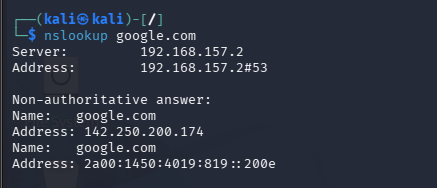 ┌──(kali㉿kali)-[/]
└─$ nslookup google.com
Server:         192.168.157.2
Address:        192.168.157.2#53

Non-authoritative answer:
Name:   google.com
Address: 142.250.200.174
Name:   google.com
Address: 2a00:1450:4019:819::200e